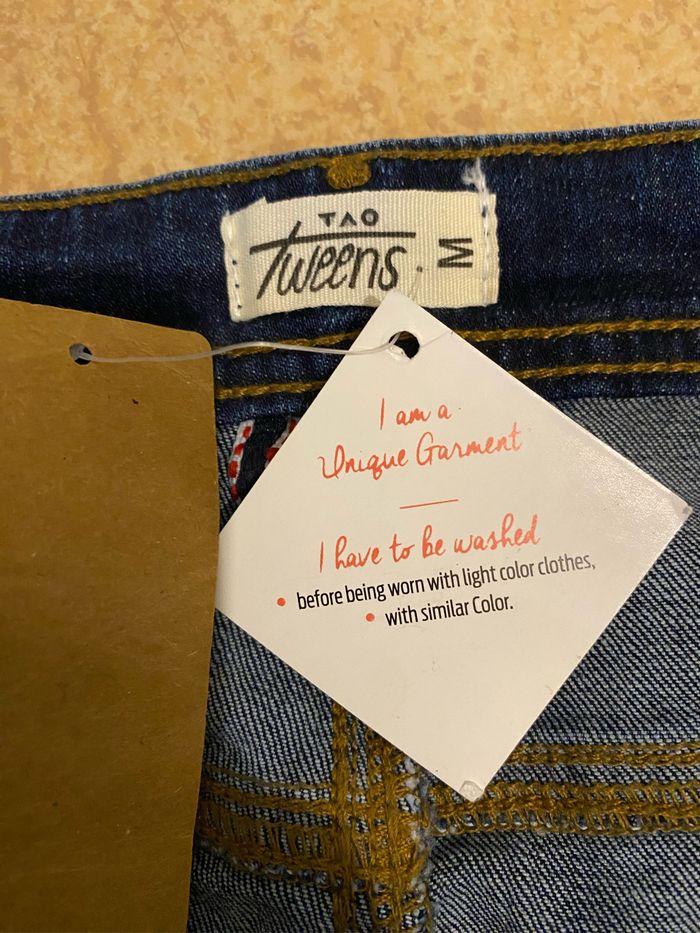 TAO
Tweens
M
I am a
Unique Garment
I have to be washed
• before being worn with light color clothes,
• with similar Color.